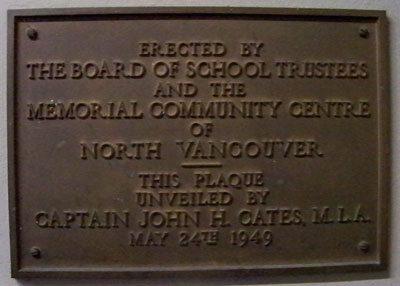 ERECTED BY
THE BOARD OF SCHOOL TRUSTEES
AND THE
MEMORIAL COMMUNITY CENTRE
OF
NORTH VANCOUVER
THIS PLAQUE
UNVEILED BY
CAPTAIN JOHN H. CATES, M.L.A.
MAY 24TH 1949